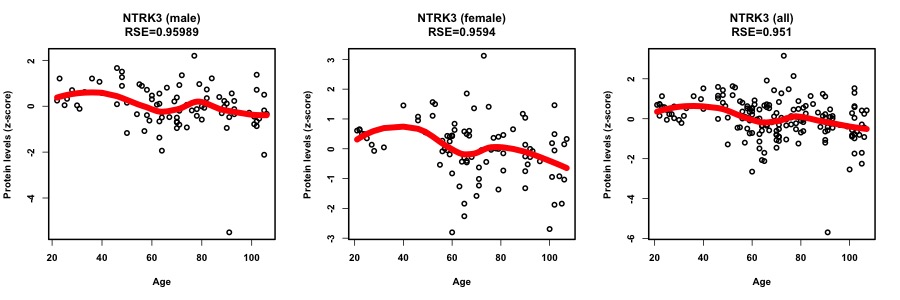 NTRK3 (male)
RSE=0.95989
Protein levels (z-score)
2
0
-2
-4
20 40 60 80 100
Age
NTRK3 (female)
RSE=0.9594
Protein levels (z-score)
3
2
1
0
-1
-2
-3
20 40 60 80 100
Age
NTRK3 (all)
RSE=0.951
Protein levels (z-score)
2
0
-2
-4
-6
20 40 60 80 100
Age